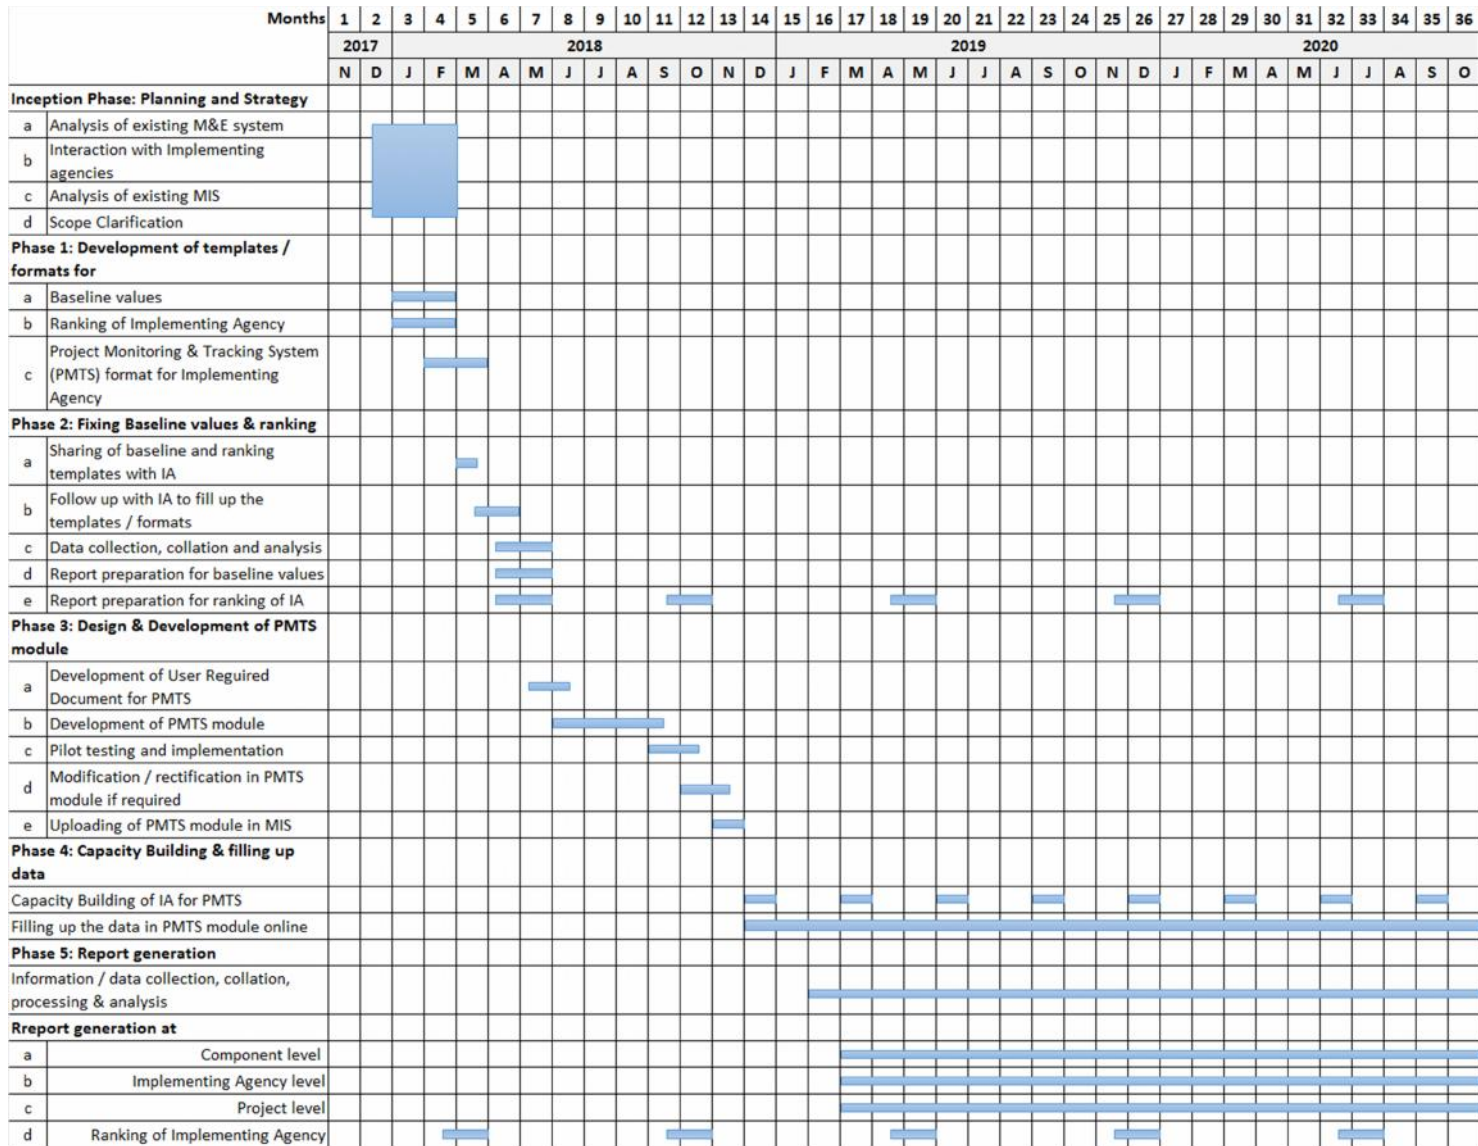 Months 1 2 3 4 5 6 7 8 9 10 11 12 13 14 15 16 17 18 19 20 21 22 23 24 25 26 27 28 29 30 31 32 33 34 35 36
2017 2018 2019 2020
N D J F M A M J J A S O N D J F M A M J J A S O N D J F M A M J J A S O
Inception Phase: Planning and Strategy
a Analysis of existing M&E system
b Interaction with Implementing
agencies
c Analysis of existing MIS
d Scope Clarification
Phase 1: Development of templates /
formats for
a Baseline values
b Ranking of Implementing Agency
Project Monitoring & Tracking System
c (PMTS) format for Implementing
Agency
Phase 2: Fixing Baseline values & ranking
a Sharing of baseline and ranking
templates with IA
b Follow up with IA to fill up the
templates / formats
c Data collection, collation and analysis
d Report preparation for baseline values
e Report preparation for ranking of IA
Phase 3: Design & Development of PMTS
module
a Development of User Reguired
Document for PMTS
b Development of PMTS module
c Pilot testing and implementation
d Modification / rectification in PMTS
module if required
e Uploading of PMTS module in MIS
Phase 4: Capacity Building & filling up
data
Capacity Building of IA for PMTS
Filling up the data in PMTS module online
Phase 5: Report generation
Information / data collection, collation,
processing & analysis
Rreport generation at
a Component level
b Implementing Agency level
c Project level
d Ranking of Implementing Agency